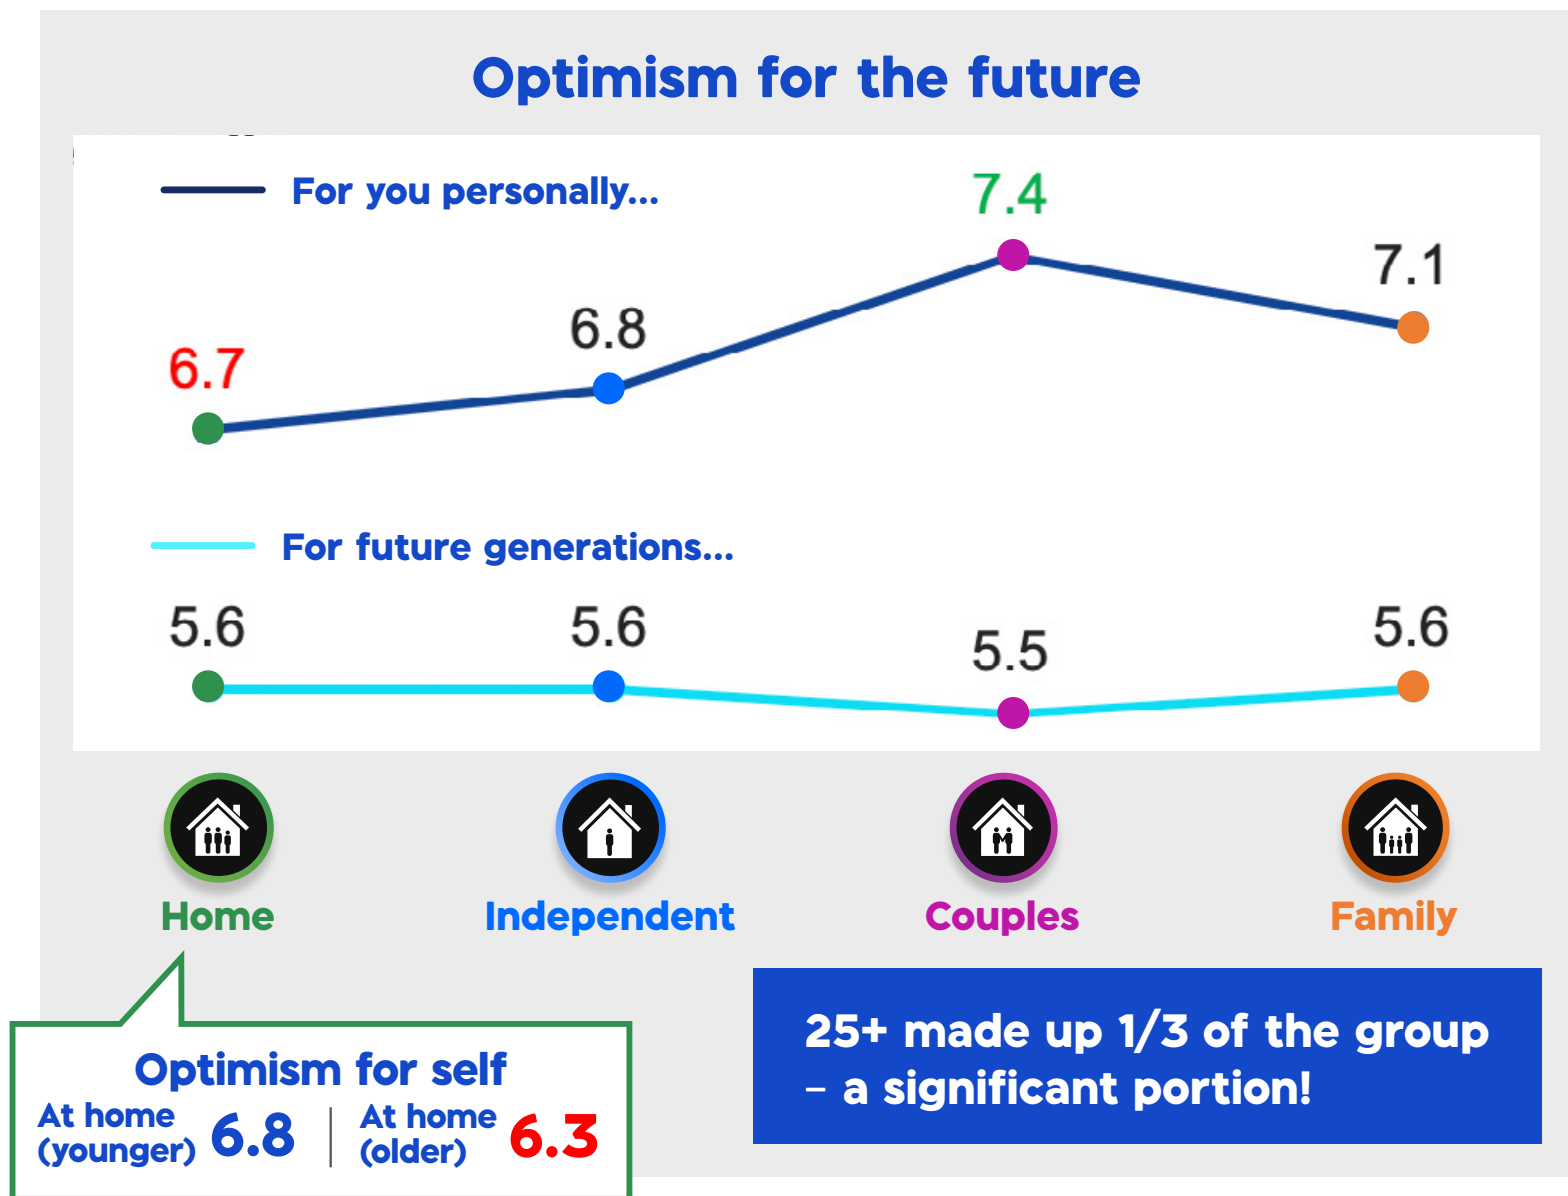 Optimism for the future
For you personally...
7.4
7.1
6.8
6.7
For future generations...
5.6
5.6
5.5
5.6
Home
Independent
Couples
Family
Optimism for self
At home
(younger)
6.8
At home
(older)
6.3
25+ made up 1/3 of the group
– a significant portion!